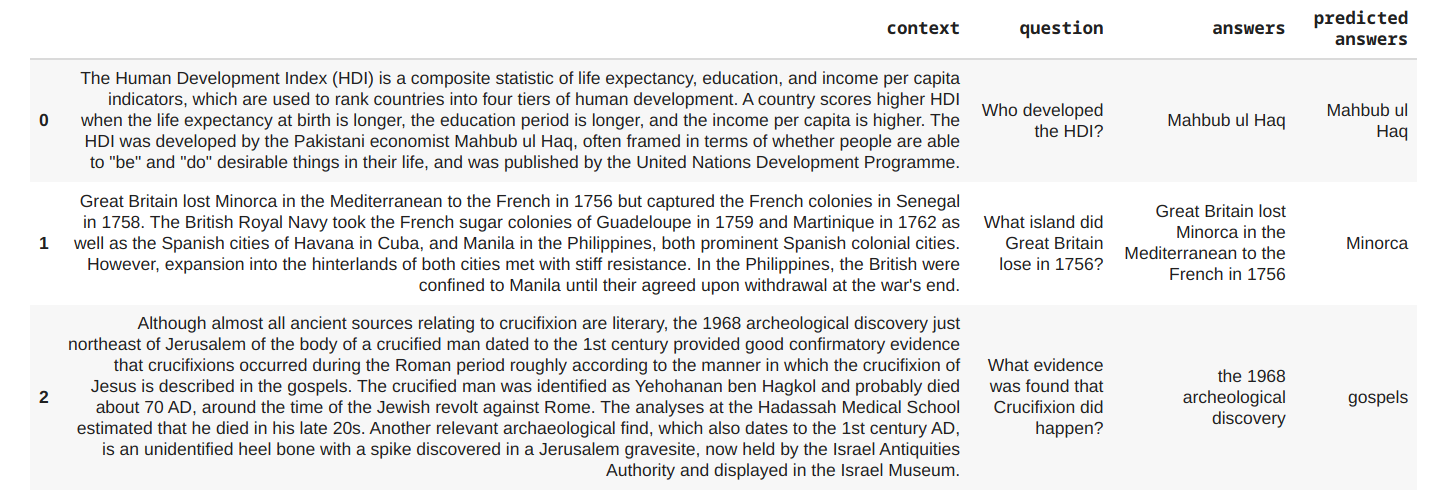 context question answers predicted answers
0
The Human Development Index (HDI) is a composite statistic of life expectancy, education, and income per capita
indicators, which are used to rank countries into four tiers of human development. A country scores higher HDI
when the life expectancy at birth is longer, the education period is longer, and the income per capita is higher. The
HDI was developed by the Pakistani economist Mahbub ul Haq, often framed in terms of whether people are able
to "be" and "do" desirable things in their life, and was published by the United Nations Development Programme.
Who developed
the HDI?
Mahbub ul Haq
Mahbub ul
Haq
1
Great Britain lost Minorca in the Mediterranean to the French in 1756 but captured the French colonies in Senegal
in 1758. The British Royal Navy took the French sugar colonies of Guadeloupe in 1759 and Martinique in 1762 as
well as the Spanish cities of Havana in Cuba, and Manila in the Philippines, both prominent Spanish colonial cities.
However, expansion into the hinterlands of both cities met with stiff resistance. In the Philippines, the British were
confined to Manila until their agreed upon withdrawal at the war's end.
What island did
Great Britain
lose in 1756?
Great Britain lost
Minorca in the
Mediterranean to the
French in 1756
Minorca
2
Although almost all ancient sources relating to crucifixion are literary, the 1968 archeological discovery just
northeast of Jerusalem of the body of a crucified man dated to the 1st century provided good confirmatory evidence
that crucifixions occurred during the Roman period roughly according to the manner in which the crucifixion of
Jesus is described in the gospels. The crucified man was identified as Yehohanan ben Hagkol and probably died
about 70 AD, around the time of the Jewish revolt against Rome. The analyses at the Hadassah Medical School
estimated that he died in his late 20s. Another relevant archaeological find, which also dates to the 1st century AD,
is an unidentified heel bone with a spike discovered in a Jerusalem gravesite, now held by the Israel Antiquities
Authority and displayed in the Israel Museum.
What evidence
was found that
Crucifixion did
happen?
the 1968
archeological
discovery
gospels